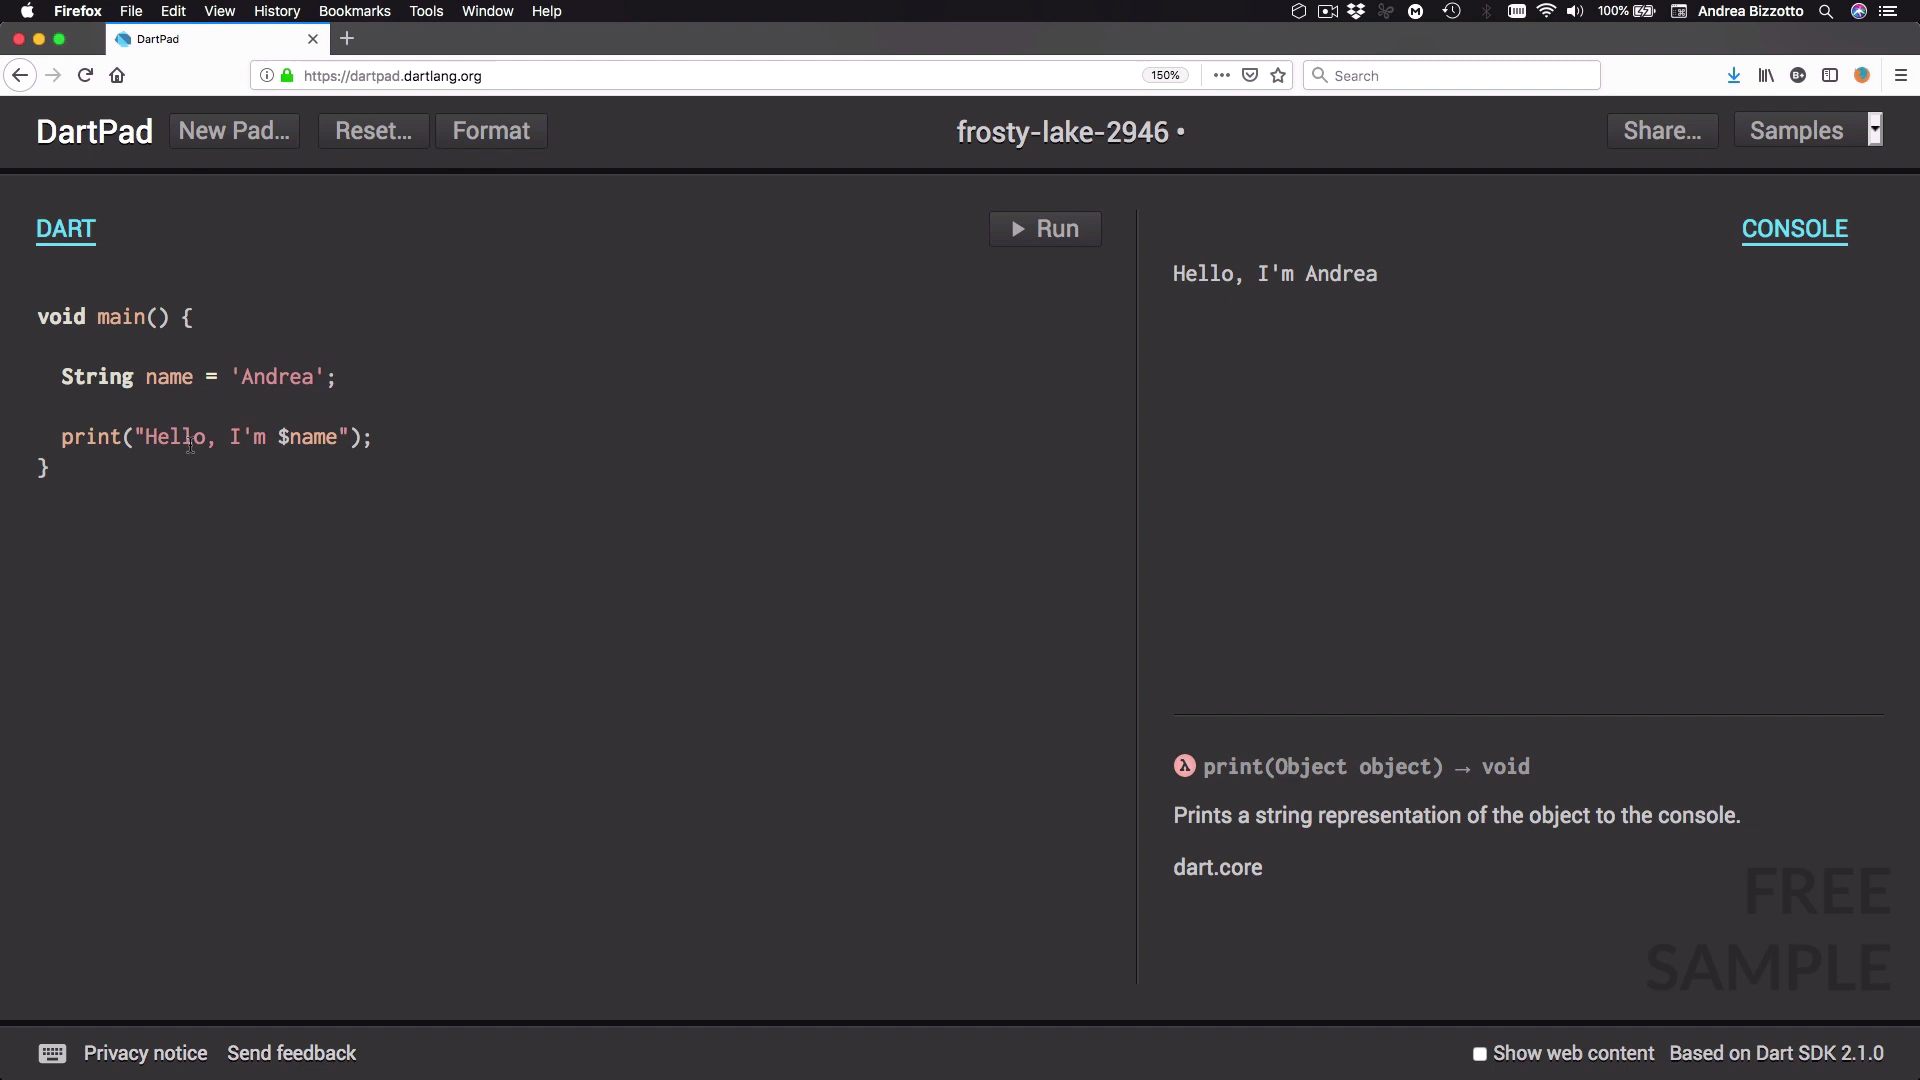 Firefox File Edit View History Bookmarks Tools Window Help 100% Andrea Bizzotto
DartPad
https://dartpad.dartlang.org 150% Search
DartPad New Pad... Reset... Format frosty-lake-2946 • Share... Samples
DART Run CONSOLE
Hello, I'm Andrea
void main() {
String name = 'Andrea';
print("Hello, I'm $name");
}
λ print(Object object) → void
Prints a string representation of the object to the console.
dart.core
FREE
SAMPLE
Privacy notice Send feedback Show web content Based on Dart SDK 2.1.0